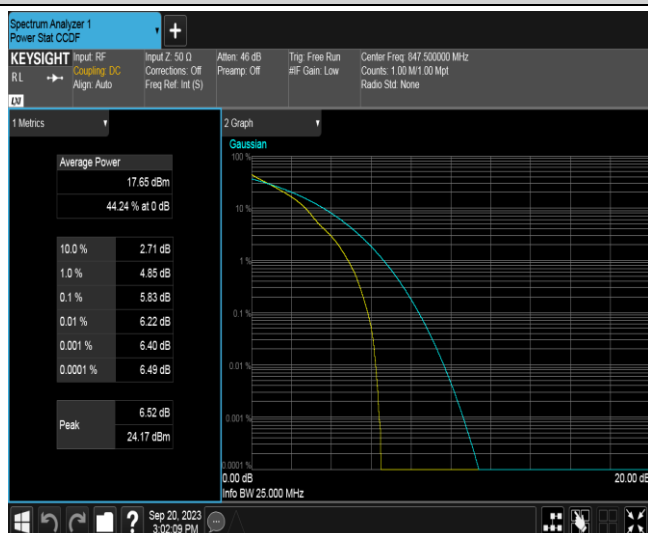 Spectrum Analyzer 1
Power Stat CCDF
+
KEYSIGHT
Input: RF
Input Z: 50 Ω
Atten: 46 dB
Trig: Free Run
Center Freq: 847.500000 MHz
RL
Coupling: DC
Corrections: Off
Preamp: Off
#IF Gain: Low
Counts: 1.00 M/1.00 Mpt
Align: Auto
Freq Ref: Int (S)
Radio Std: None
LXI
1 Metrics
Average Power
17.65 dBm
44.24 % at 0 dB
10.0 % 2.71 dB
1.0 % 4.85 dB
0.1 % 5.83 dB
0.01 % 6.22 dB
0.001 % 6.40 dB
0.0001 % 6.49 dB
Peak
6.52 dB
24.17 dBm
2 Graph
Gaussian
100 %
10 %
1 %
0.1 %
0.01 %
0.001 %
0.0001 %
0.00 dB
20.00 dB
Info BW 25.000 MHz
?
Sep 20, 2023
3:02:09 PM